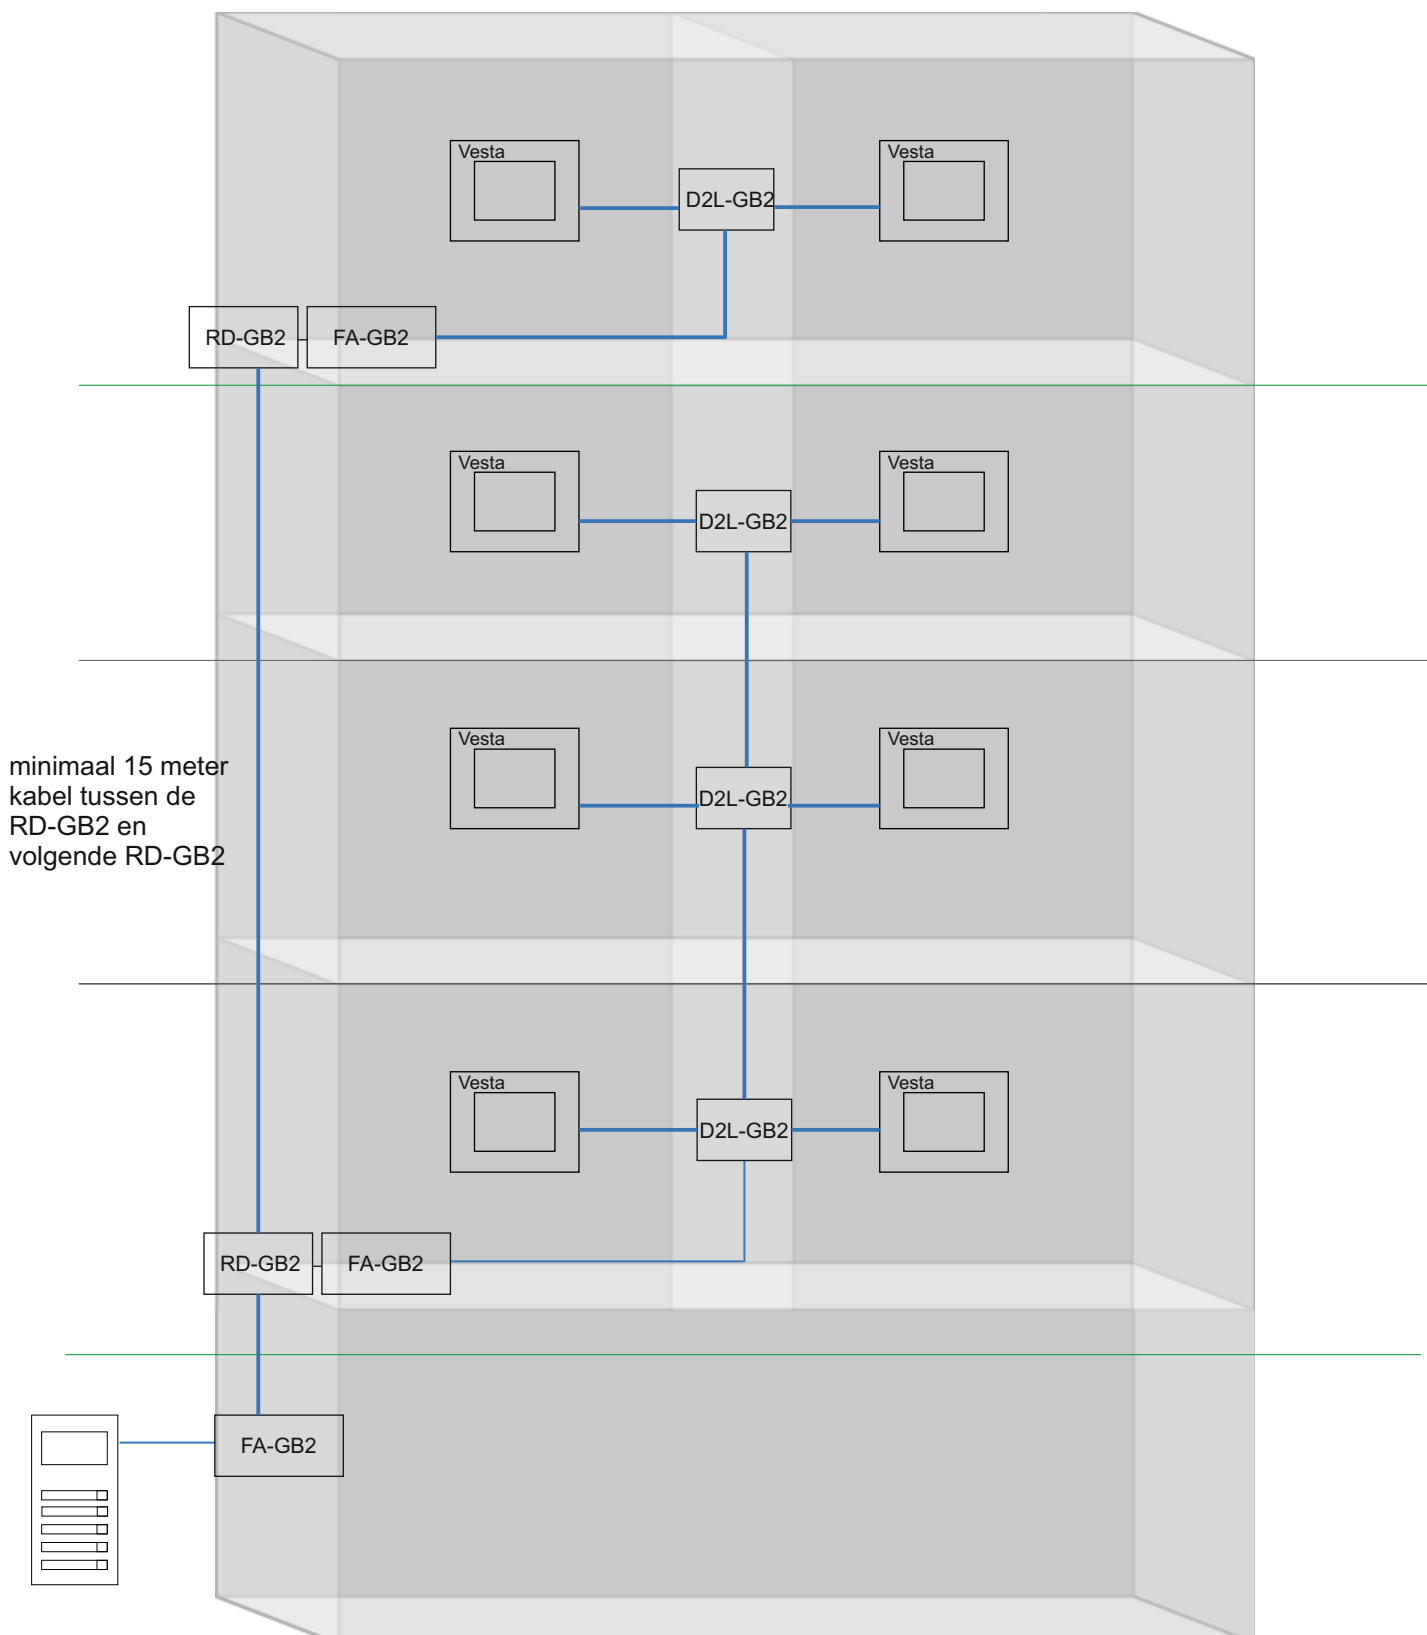 Vesta
Vesta
D2L-GB2
RD-GB2
FA-GB2
Vesta
Vesta
D2L-GB2
Vesta
Vesta
minimaal 15 meter
kabel tussen de
RD-GB2 en
volgende RD-GB2
D2L-GB2
Vesta
Vesta
D2L-GB2
RD-GB2
FA-GB2
FA-GB2